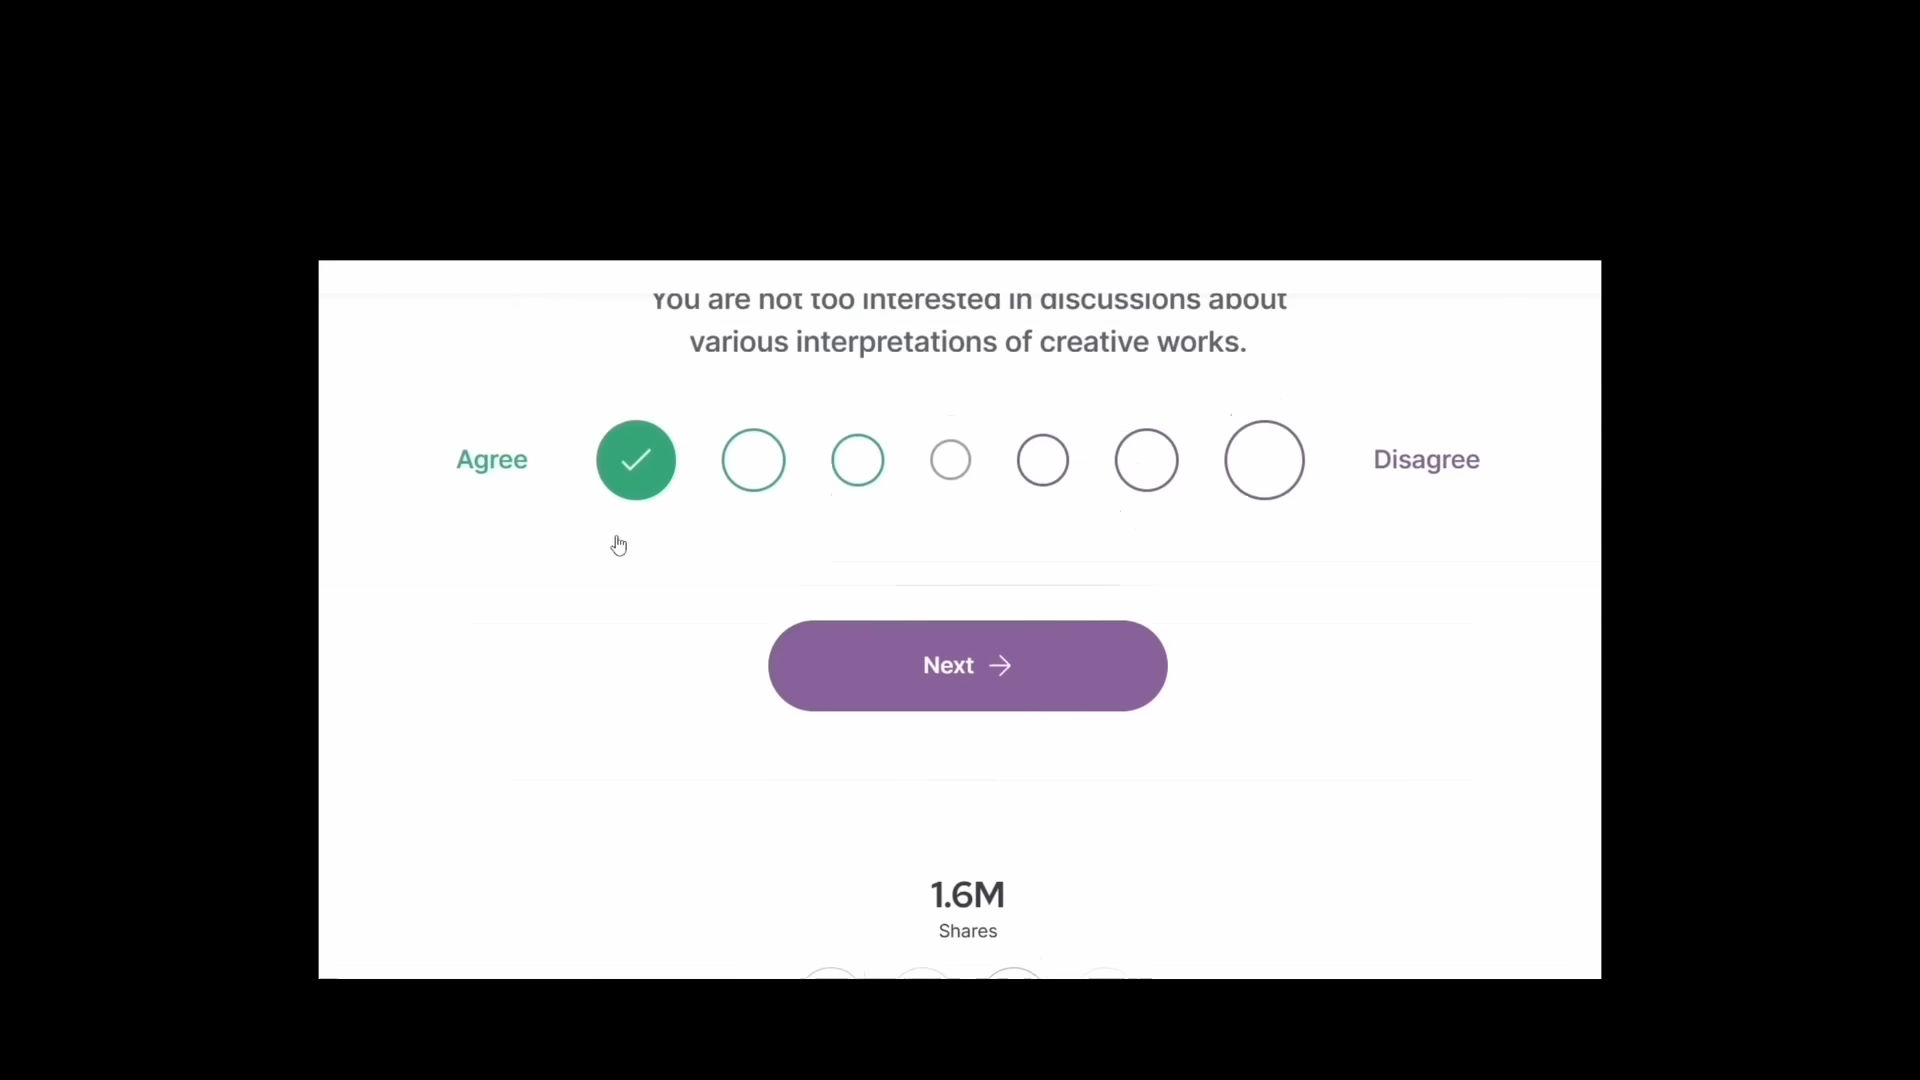 You are not too interested in discussions about
various interpretations of creative works.
Agree
Disagree
Next
1.6M
Shares